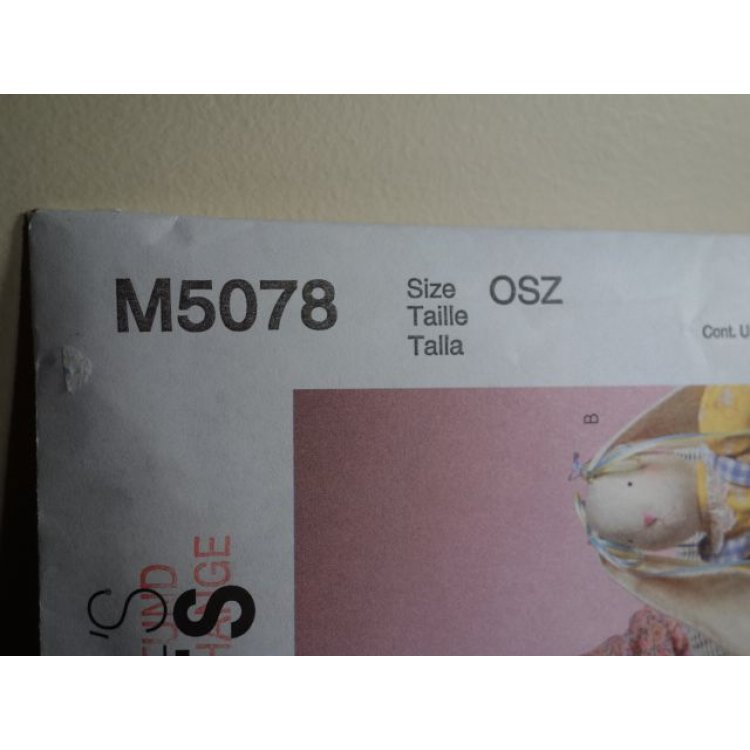 M5078
Size OSZ
Taille
Talla
Cont. U
B
'S